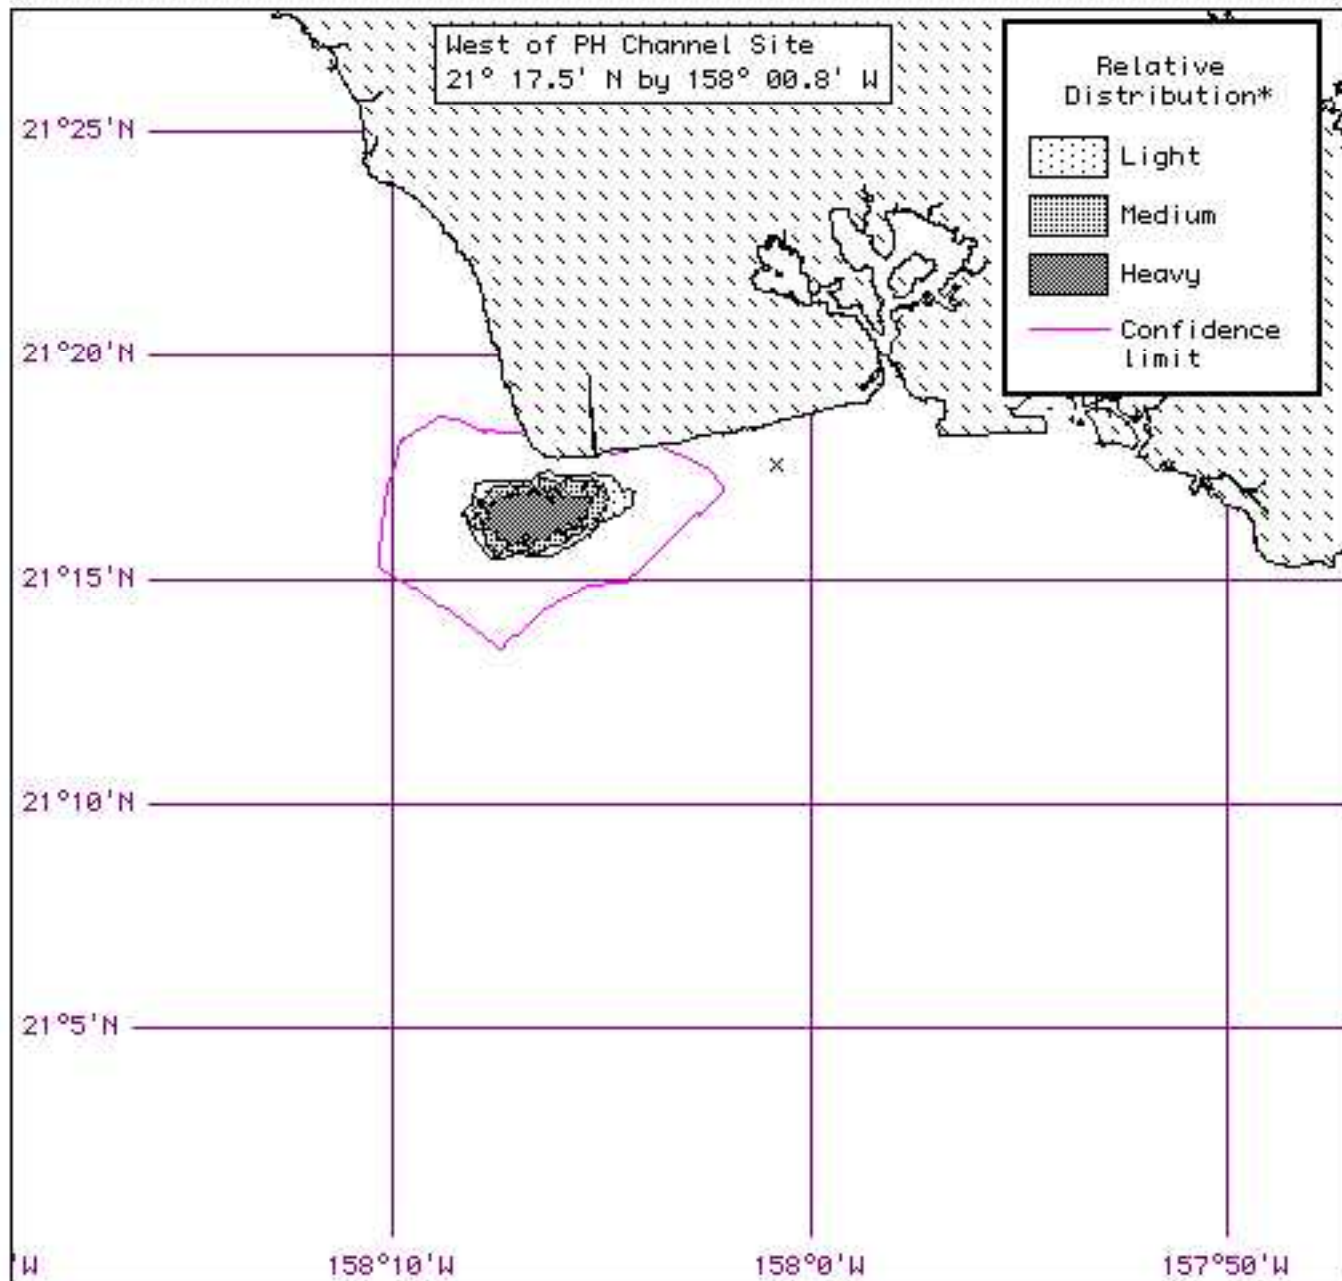 West of PH Channel Site
21° 17.5' N by 158° 00.8' W
Relative
Distribution*
Light
Medium
Heavy
Confidence
limit
21°25'N
21°20'N
21°15'N
21°10'N
21°5'N
'W
158°10'W
158°0'W
157°50'W